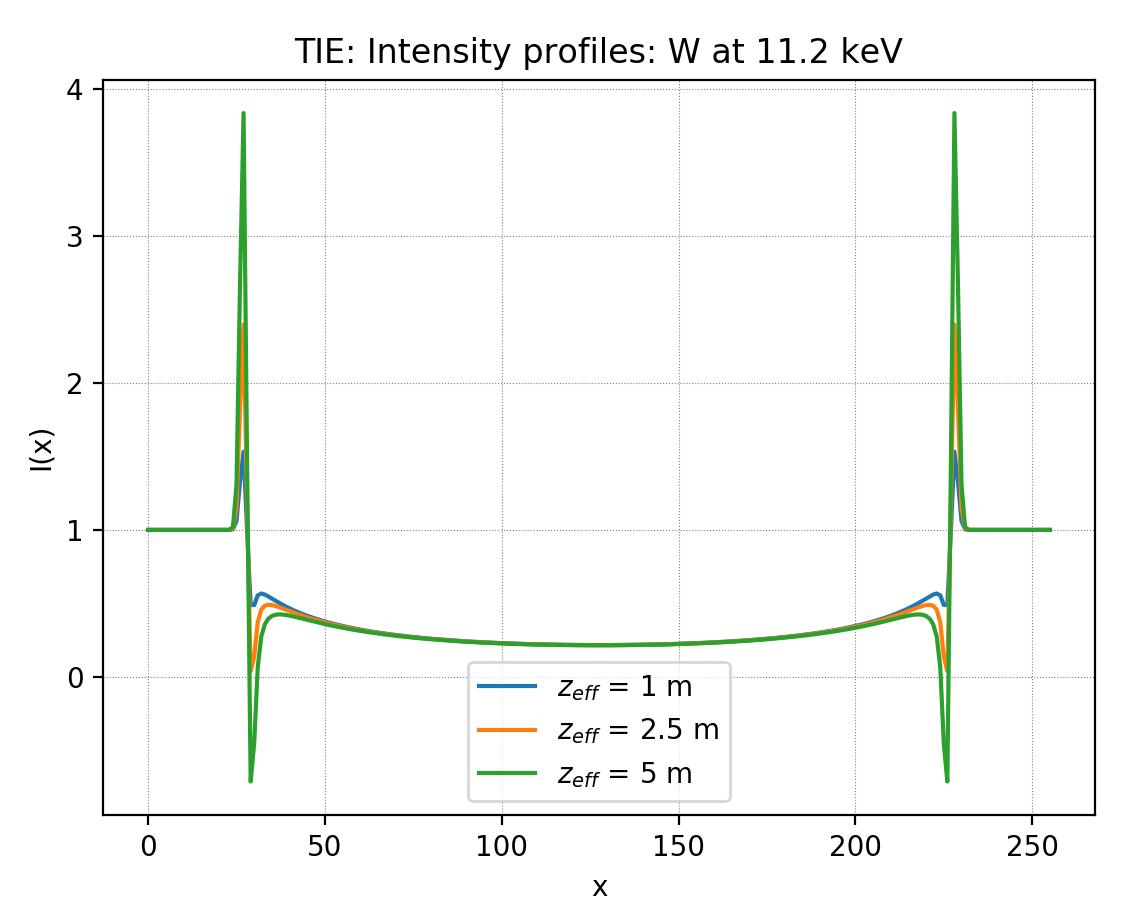 TIE: Intensity profiles: W at 11.2 keV
4
3
2
1
0
I(x)
z_eff = 1 m
z_eff = 2.5 m
z_eff = 5 m
0 50 100 150 200 250
x